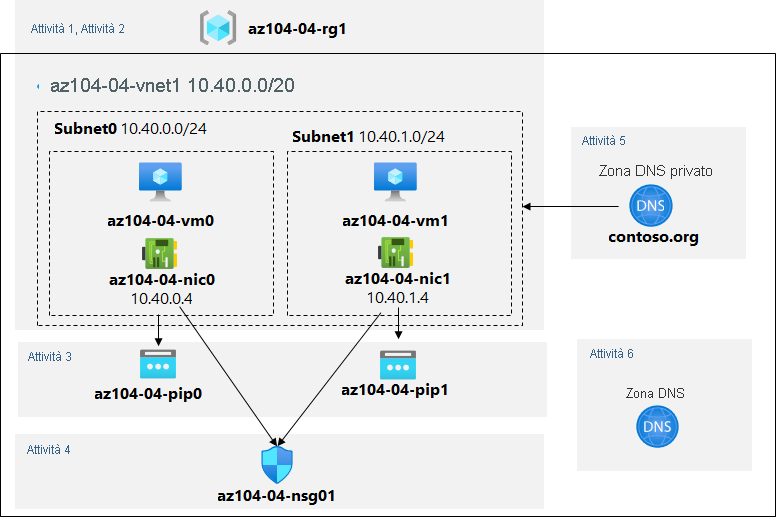 Attività 1, Attività 2
az104-04-rg1
az104-04-vnet1 10.40.0.0/20
Subnet0 10.40.0.0/24
Subnet1 10.40.1.0/24
az104-04-vm0
az104-04-vm1
az104-04-nic0
10.40.0.4
az104-04-nic1
10.40.1.4
Attività 5
Zona DNS privato
DNS
contoso.org
Attività 3
az104-04-pip0
az104-04-pip1
Attività 6
Zona DNS
DNS
Attività 4
az104-04-nsg01